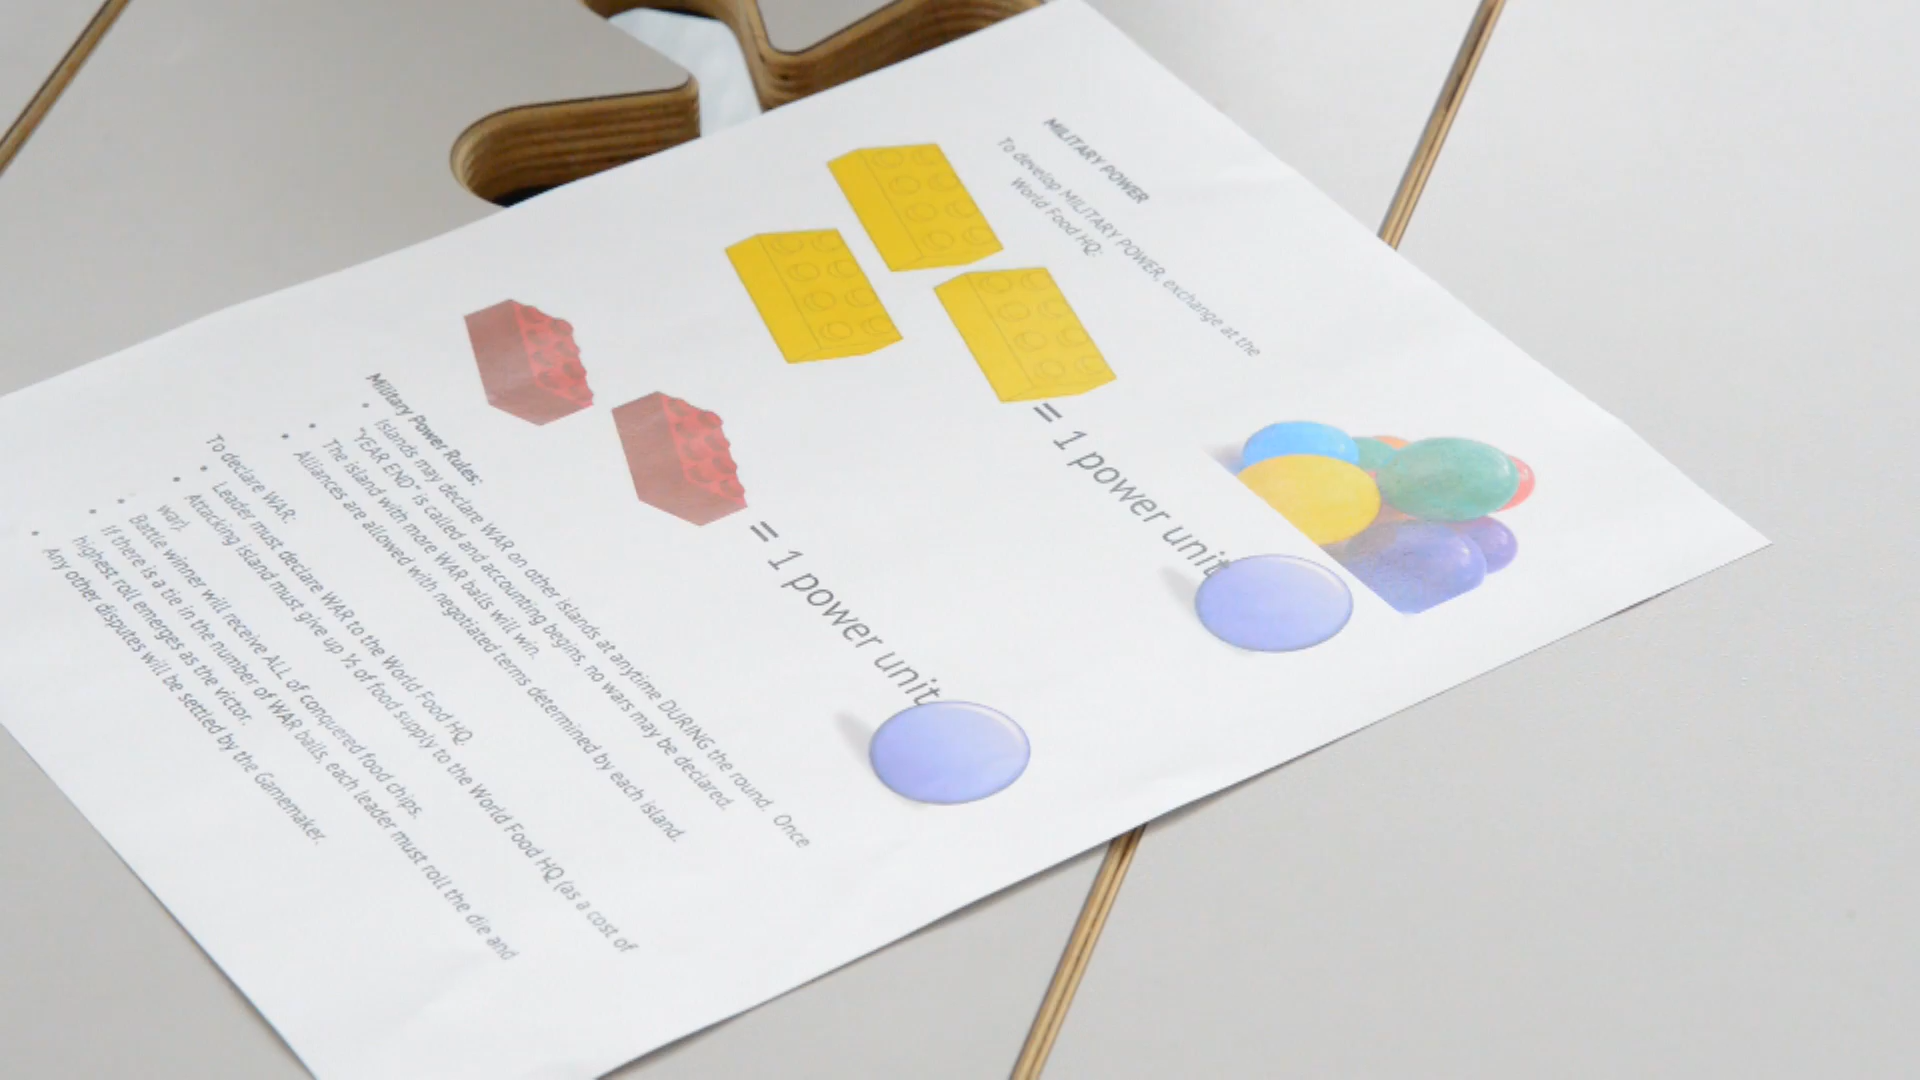 MILITARY POWER
To develop MILITARY POWER, exchange at the
World Food HQ:
= 1 power unit
= 1 power unit
Military Power Rules:
• Islands may declare WAR on other islands at anytime DURING the round. Once
"YEAR END" is called and accounting begins, no wars may be declared.
• The island with more WAR balls will win.
• Alliances are allowed with negotiated terms determined by each island.
To declare WAR:
• Leader must declare WAR to the World Food HQ.
• Attacking island must give up ½ of food supply to the World Food HQ (as a cost of
war).
• Battle winner will receive ALL of conquered food chips.
• If there is a tie in the number of WAR balls, each leader must roll the die and
highest roll emerges as the victor.
• Any other disputes will be settled by the Gamemaker.